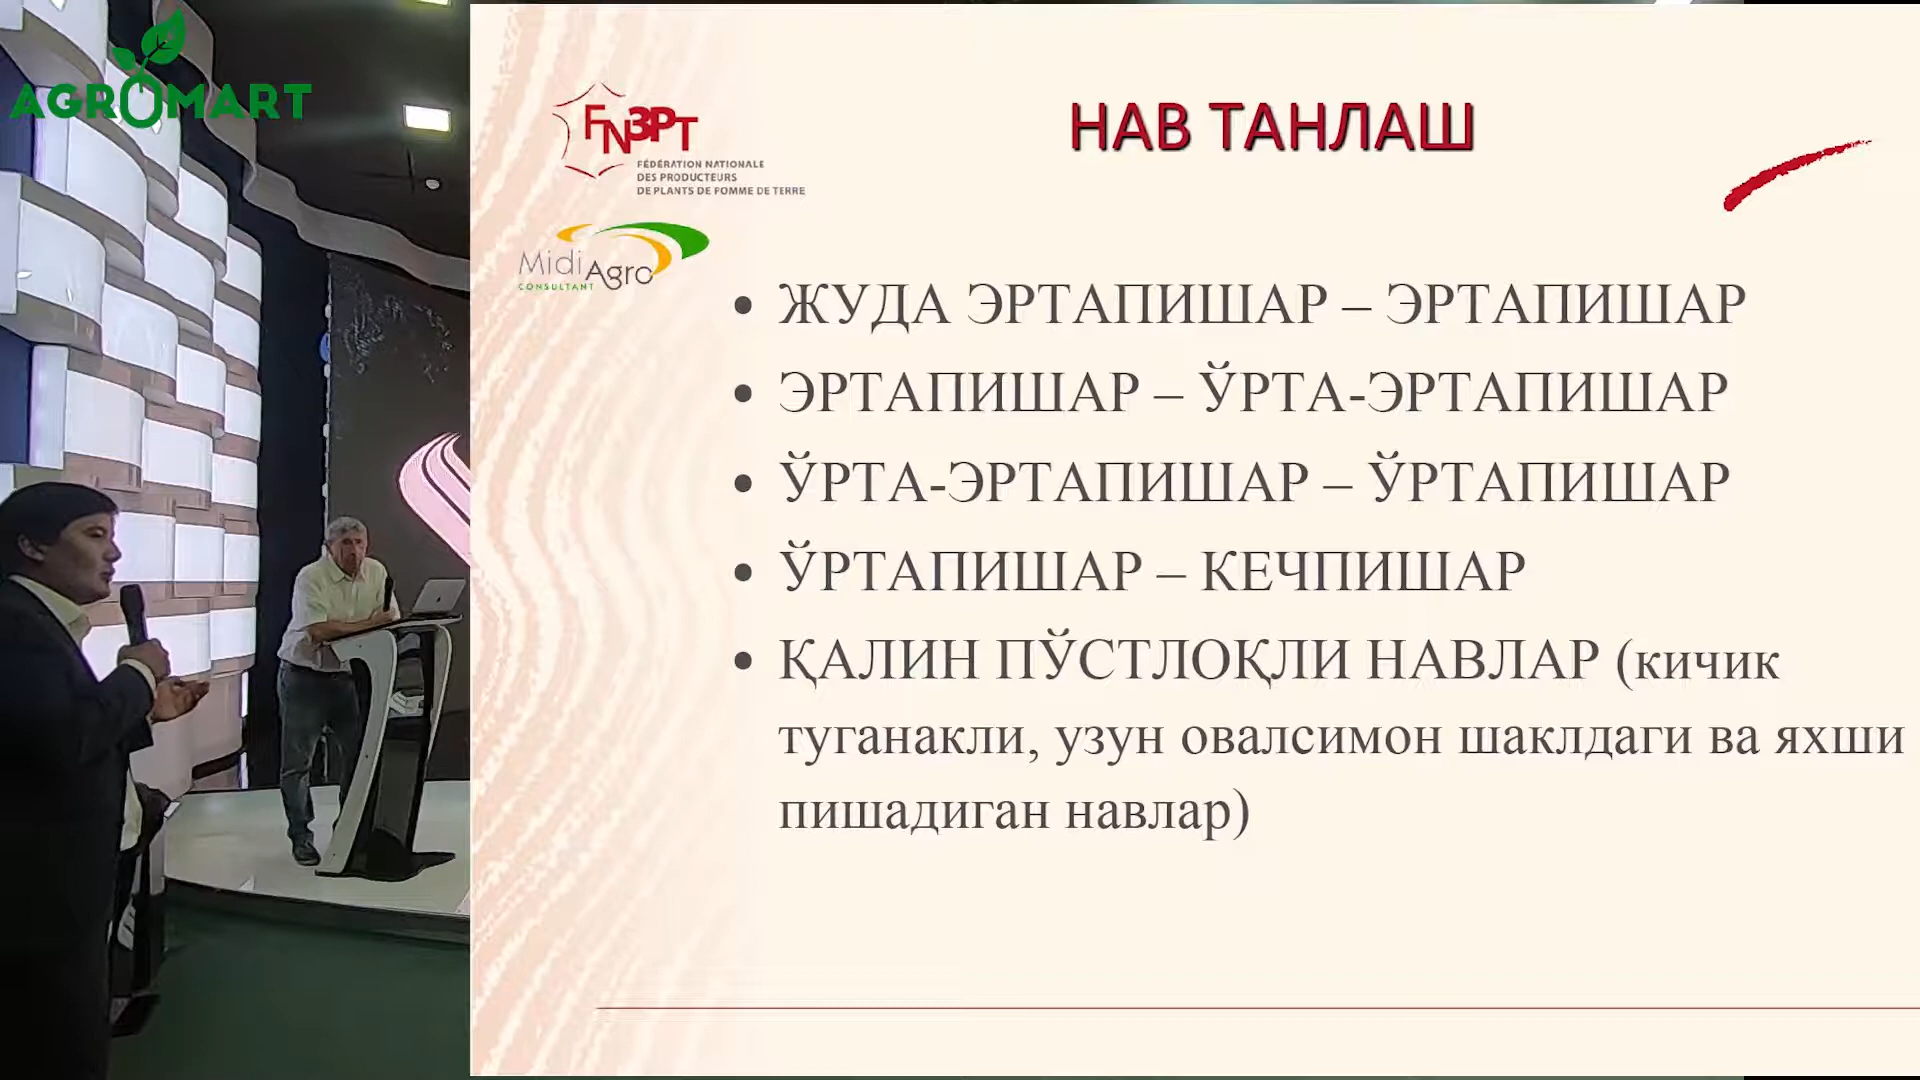 AGROMART
FN3PT
FÉDÉRATION NATIONALE
DES PRODUCTEURS
DE PLANTS DE POMME DE TERRE
НАВ ТАНЛАШ
Midi Agro
CONSULTANT
• ЖУДА ЭРТАПИШАР – ЭРТАПИШАР
• ЭРТАПИШАР – ЎРТА-ЭРТАПИШАР
• ЎРТА-ЭРТАПИШАР – ЎРТАПИШАР
• ЎРТАПИШАР – КЕЧПИШАР
• ҚАЛИН ПЎСТЛОҚЛИ НАВЛАР (кичик
туганакли, узун овалсимон шаклдаги ва яхши
пишадиган навлар)